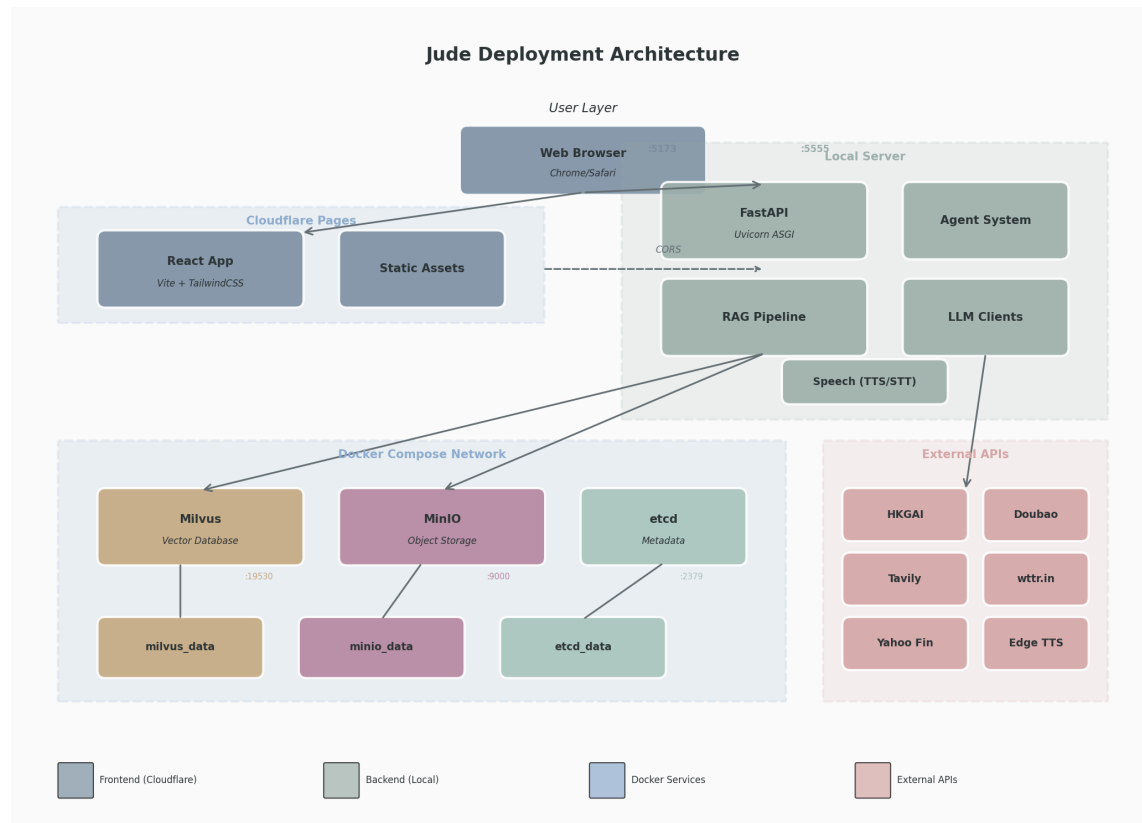 Jude Deployment Architecture
User Layer
Web Browser
Chrome/Safari
:5173
:5555
Local Server
Cloudflare Pages
React App
Vite + TailwindCSS
Static Assets
CORS
FastAPI
Uvicorn ASGI
Agent System
RAG Pipeline
LLM Clients
Speech (TTS/STT)
Docker Compose Network
Milvus
Vector Database
:19530
MinIO
Object Storage
:9000
etcd
Metadata
:2379
milvus_data
minio_data
etcd_data
External APIs
HKGAI
Doubao
Tavily
wttr.in
Yahoo Fin
Edge TTS
Frontend (Cloudflare)
Backend (Local)
Docker Services
External APIs